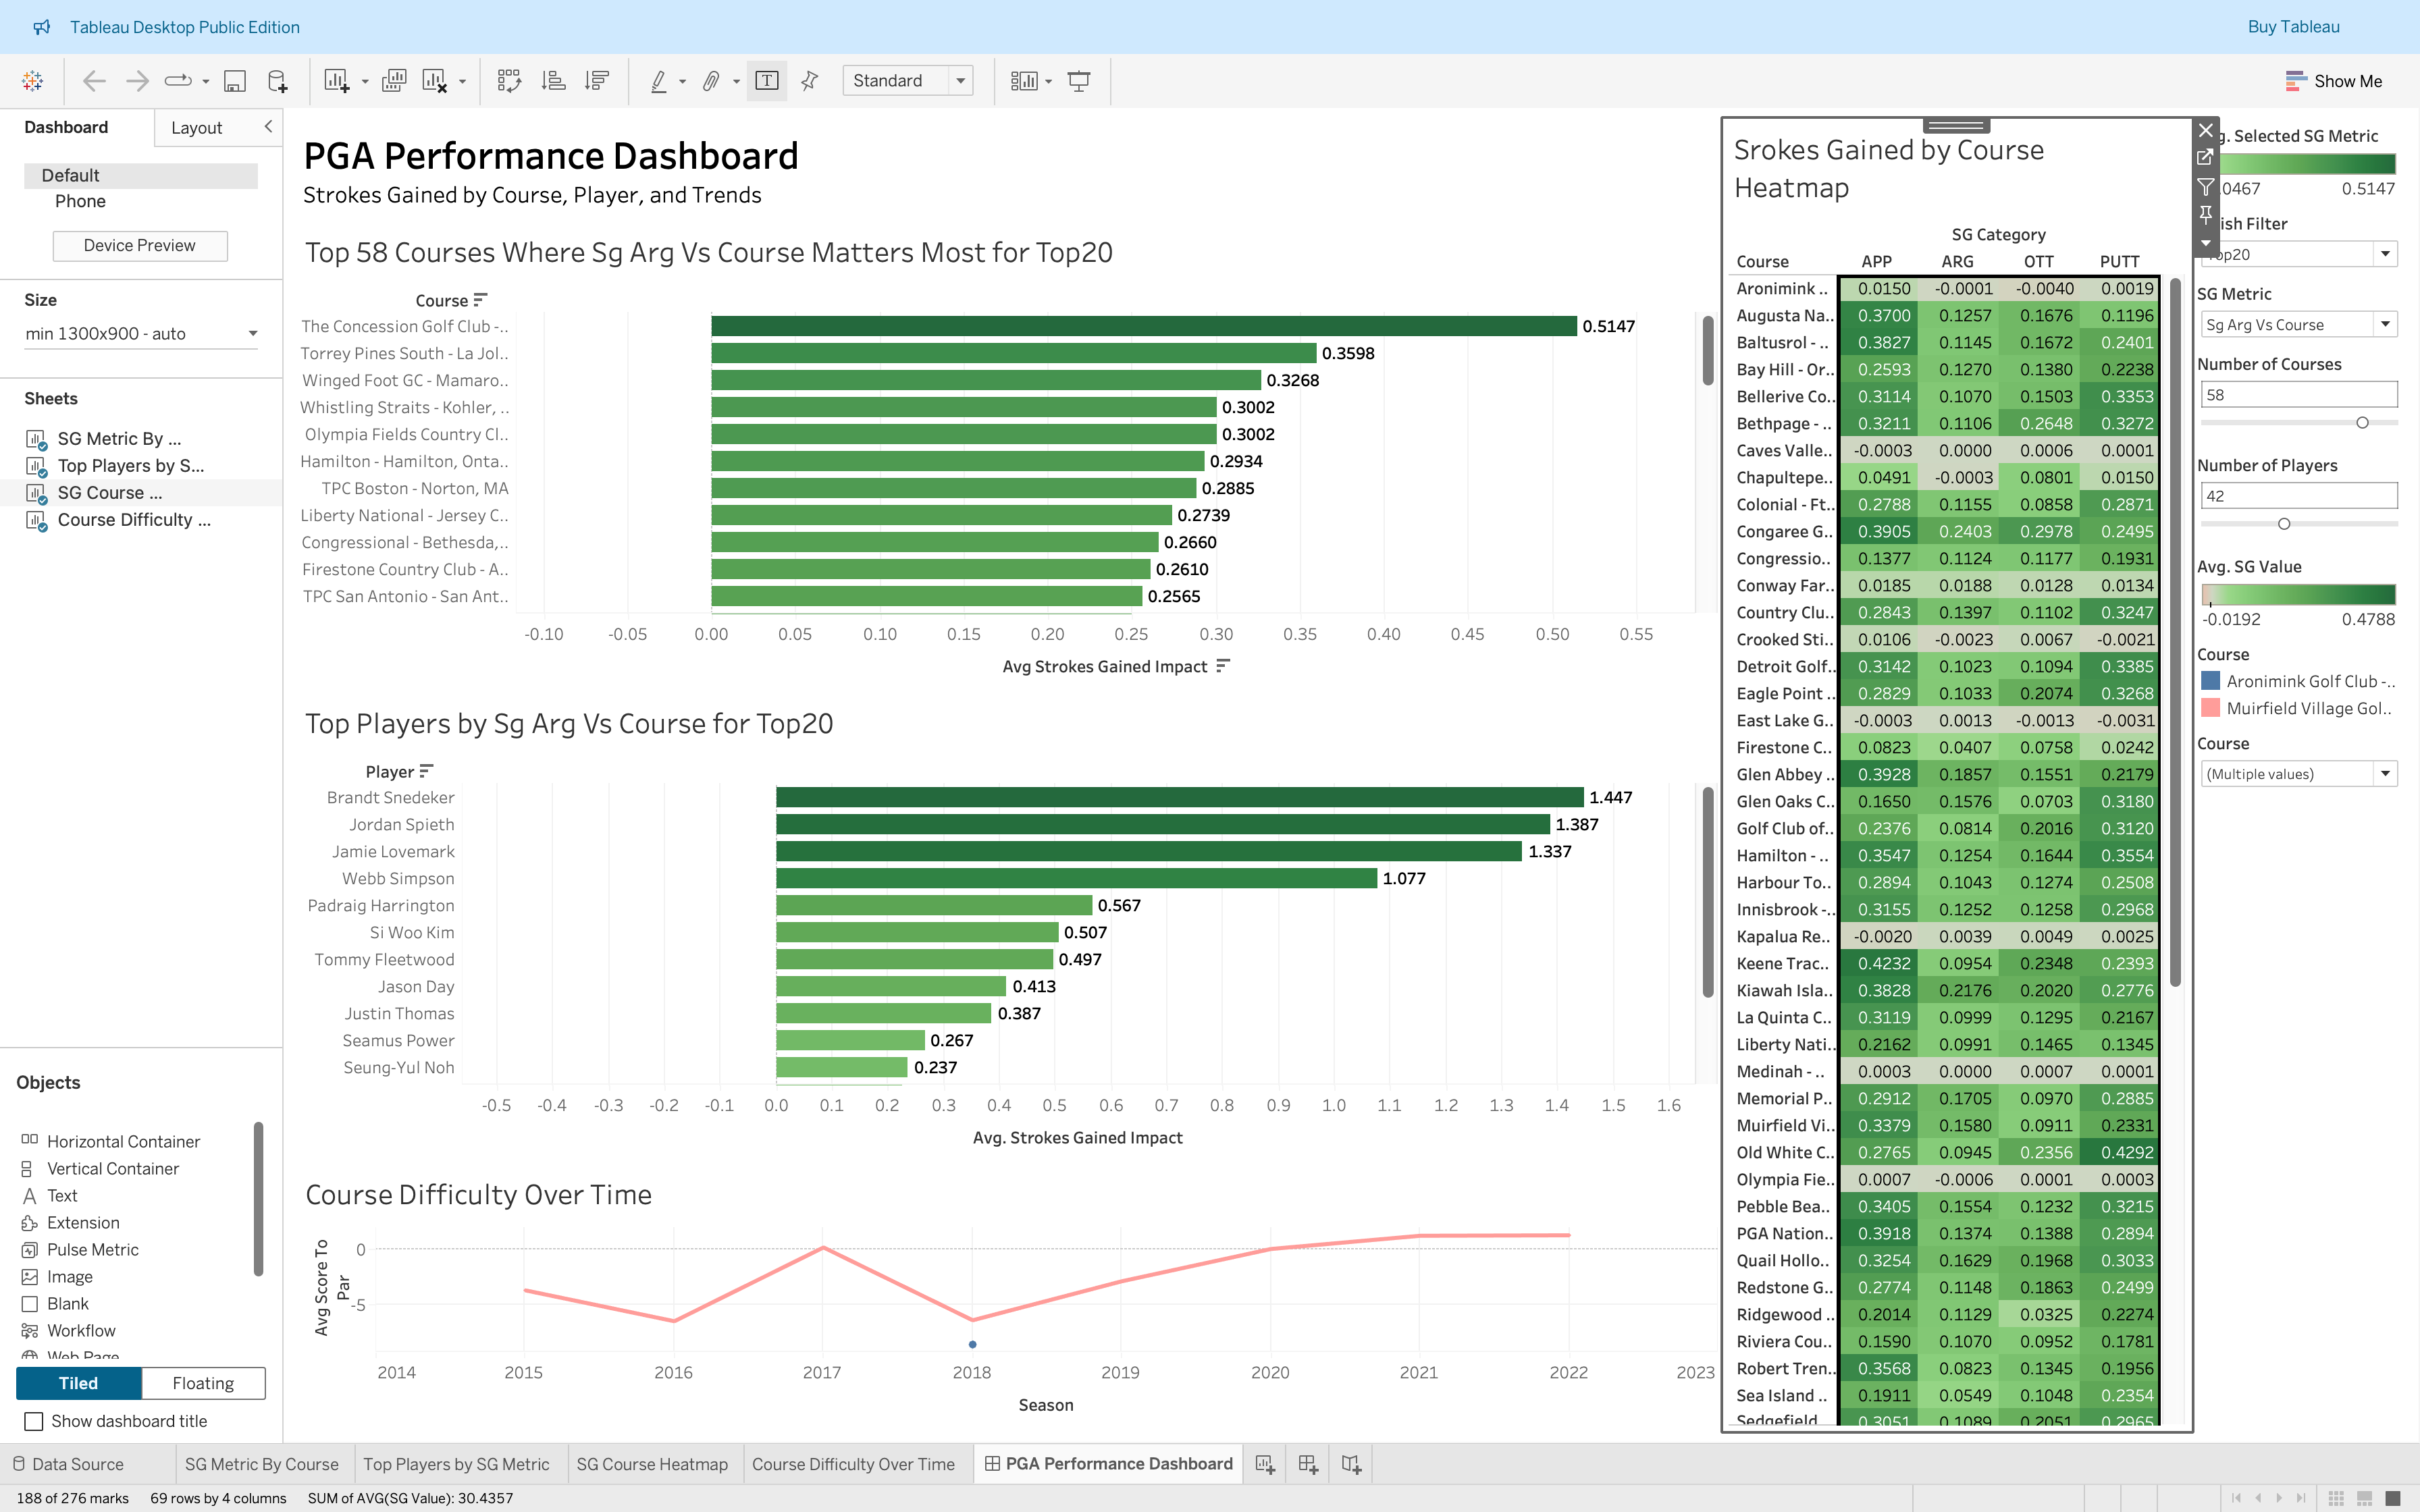 Tableau Desktop Public Edition
Buy Tableau
Standard
Show Me
Dashboard
Layout
Default
Phone
Device Preview
Size
min 1300x900 - auto
Sheets
SG Metric By ...
Top Players by S...
SG Course ...
Course Difficulty ...
Objects
Horizontal Container
Vertical Container
Text
Extension
Pulse Metric
Image
Blank
Workflow
Web Page
Tiled
Floating
Show dashboard title
PGA Performance Dashboard
Strokes Gained by Course, Player, and Trends
Top 58 Courses Where Sg Arg Vs Course Matters Most for Top20
Course
The Concession Golf Club -.. 0.5147
Torrey Pines South - La Jol.. 0.3598
Winged Foot GC - Mamaro.. 0.3268
Whistling Straits - Kohler, .. 0.3002
Olympia Fields Country Cl.. 0.3002
Hamilton - Hamilton, Onta.. 0.2934
TPC Boston - Norton, MA 0.2885
Liberty National - Jersey C.. 0.2739
Congressional - Bethesda,.. 0.2660
Firestone Country Club - A.. 0.2610
TPC San Antonio - San Ant.. 0.2565
-0.10 -0.05 0.00 0.05 0.10 0.15 0.20 0.25 0.30 0.35 0.40 0.45 0.50 0.55
Avg Strokes Gained Impact
Top Players by Sg Arg Vs Course for Top20
Player
Brandt Snedeker 1.447
Jordan Spieth 1.387
Jamie Lovemark 1.337
Webb Simpson 1.077
Padraig Harrington 0.567
Si Woo Kim 0.507
Tommy Fleetwood 0.497
Jason Day 0.413
Justin Thomas 0.387
Seamus Power 0.267
Seung-Yul Noh 0.237
-0.5 -0.4 -0.3 -0.2 -0.1 0.0 0.1 0.2 0.3 0.4 0.5 0.6 0.7 0.8 0.9 1.0 1.1 1.2 1.3 1.4 1.5 1.6
Avg. Strokes Gained Impact
Course Difficulty Over Time
Avg Score To
Par
0
-5
2014 2015 2016 2017 2018 2019 2020 2021 2022 2023
Season
Srokes Gained by Course
Heatmap
SG Category
Course APP ARG OTT PUTT
Aronimink .. 0.0150 -0.0001 -0.0040 0.0019
Augusta Na.. 0.3700 0.1257 0.1676 0.1196
Baltusrol - .. 0.3827 0.1145 0.1672 0.2401
Bay Hill - Or.. 0.2593 0.1270 0.1380 0.2238
Bellerive Co.. 0.3114 0.1070 0.1503 0.3353
Bethpage - .. 0.3211 0.1106 0.2648 0.3272
Caves Valle.. -0.0003 0.0000 0.0006 0.0001
Chapultepe.. 0.0491 -0.0003 0.0801 0.0150
Colonial - Ft.. 0.2788 0.1155 0.0858 0.2871
Congaree G.. 0.3905 0.2403 0.2978 0.2495
Congressio.. 0.1377 0.1124 0.1177 0.1931
Conway Far.. 0.0185 0.0188 0.0128 0.0134
Country Clu.. 0.2843 0.1397 0.1102 0.3247
Crooked Sti.. 0.0106 -0.0023 0.0067 -0.0021
Detroit Golf.. 0.3142 0.1023 0.1094 0.3385
Eagle Point .. 0.2829 0.1033 0.2074 0.3268
East Lake G.. -0.0003 0.0013 -0.0013 -0.0031
Firestone C.. 0.0823 0.0407 0.0758 0.0242
Glen Abbey .. 0.3928 0.1857 0.1551 0.2179
Glen Oaks C.. 0.1650 0.1576 0.0703 0.3180
Golf Club of.. 0.2376 0.0814 0.2016 0.3120
Hamilton - .. 0.3547 0.1254 0.1644 0.3554
Harbour To.. 0.2894 0.1043 0.1274 0.2508
Innisbrook -.. 0.3155 0.1252 0.1258 0.2968
Kapalua Re.. -0.0020 0.0039 0.0049 0.0025
Keene Trac.. 0.4232 0.0954 0.2348 0.2393
Kiawah Isla.. 0.3828 0.2176 0.2020 0.2776
La Quinta C.. 0.3119 0.0999 0.1295 0.2167
Liberty Nati.. 0.2162 0.0991 0.1465 0.1345
Medinah - .. 0.0003 0.0000 0.0007 0.0001
Memorial P.. 0.2912 0.1705 0.0970 0.2885
Muirfield Vi.. 0.3379 0.1580 0.0911 0.2331
Old White C.. 0.2765 0.0945 0.2356 0.4292
Olympia Fie.. 0.0007 -0.0006 0.0001 0.0003
Pebble Bea.. 0.3405 0.1554 0.1232 0.3215
PGA Nation.. 0.3918 0.1374 0.1388 0.2894
Quail Hollo.. 0.3254 0.1629 0.1968 0.3033
Redstone G.. 0.2774 0.1148 0.1863 0.2499
Ridgewood .. 0.2014 0.1129 0.0325 0.2274
Riviera Cou.. 0.1590 0.1070 0.0952 0.1781
Robert Tren.. 0.3568 0.0823 0.1345 0.1956
Sea Island .. 0.1911 0.0549 0.1048 0.2354
Sedgefield 0.3051 0.1089 0.2051 0.2965
g. Selected SG Metric
.0467 0.5147
ish Filter
op20
SG Metric
Sg Arg Vs Course
Number of Courses
58
Number of Players
42
Avg. SG Value
-0.0192 0.4788
Course
Aronimink Golf Club -..
Muirfield Village Gol..
Course
(Multiple values)
Data Source
SG Metric By Course
Top Players by SG Metric
SG Course Heatmap
Course Difficulty Over Time
PGA Performance Dashboard
188 of 276 marks 69 rows by 4 columns SUM of AVG(SG Value): 30.4357